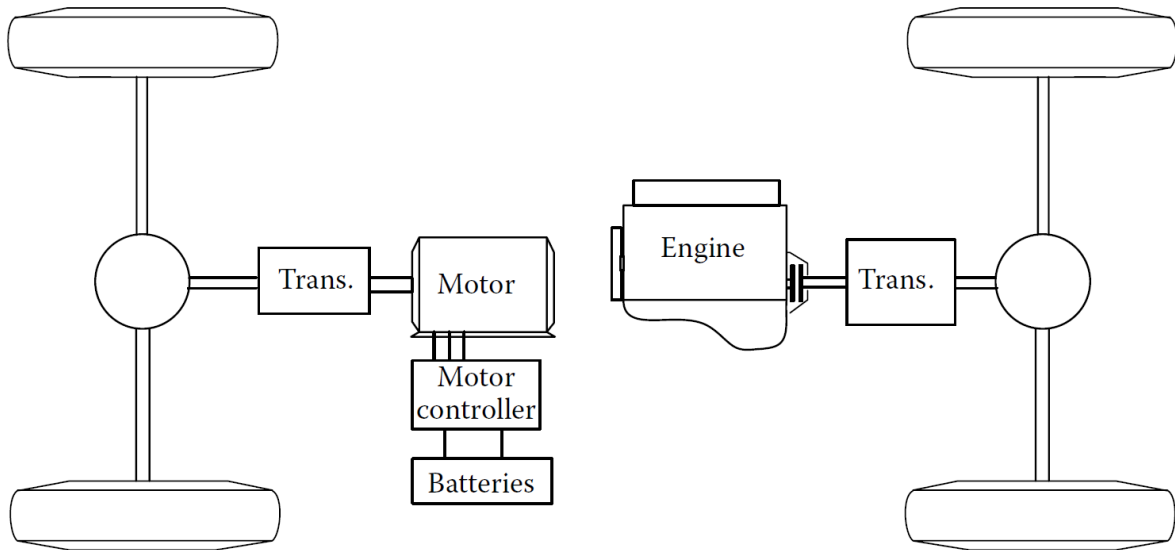 Engine
Trans.
Motor
Trans.
Motor
controller
Batteries